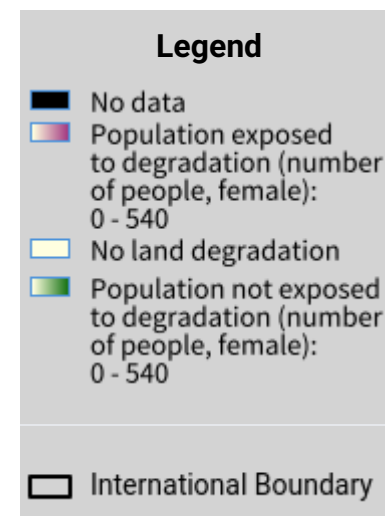 Legend
No data
Population exposed
to degradation (number
of people, female):
0 - 540
No land degradation
Population not exposed
to degradation (number
of people, female):
0 - 540
International Boundary